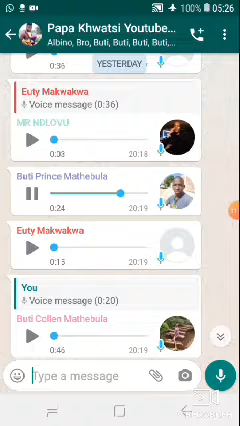 100% 05:26
Papa Khwatsi Youtube...
Albino, Bro, Buti, Buti, Buti, Buti,...
0:36
YESTERDAY
Euty Makwakwa
Voice message (0:36)
MR NDLOVU
0:03 20:18
Buti Prince Mathebula
0:24 20:19
Euty Makwakwa
0:15 20:19
You
Voice message (0:20)
Buti Collen Mathebula
0:46 20:19
Type a message